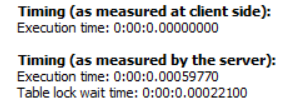 Timing (as measured at client side):
Execution time: 0:00:0.00000000
Timing (as measured by the server):
Execution time: 0:00:0.00059770
Table lock wait time: 0:00:0.00022100